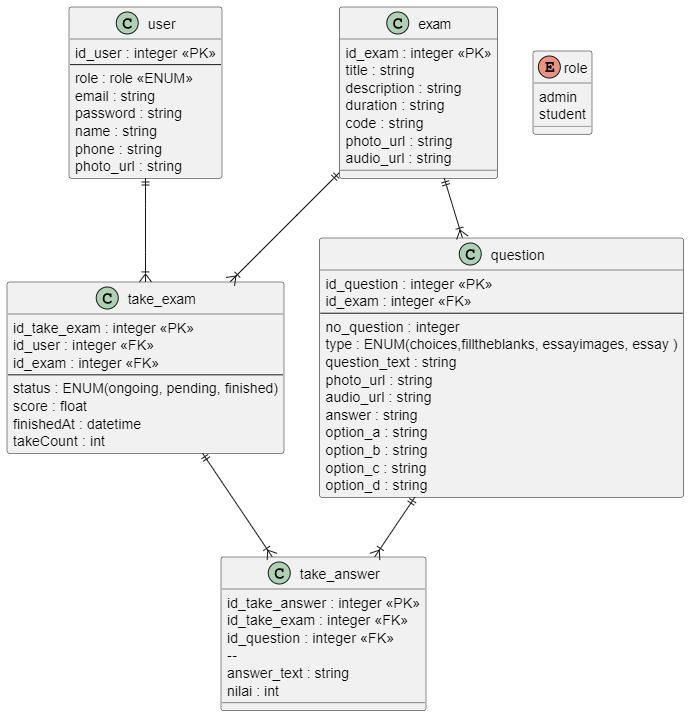 C user
id_user : integer «PK»
role : role «ENUM»
email : string
password : string
name : string
phone : string
photo_url : string
C exam
id_exam : integer «PK»
title : string
description : string
duration : string
code : string
photo_url : string
audio_url : string
E role
admin
student
C take_exam
id_take_exam : integer «PK»
id_user : integer «FK»
id_exam : integer «FK»
status : ENUM(ongoing, pending, finished)
score : float
finishedAt : datetime
takeCount : int
C question
id_question : integer «PK»
id_exam : integer «FK»
no_question : integer
type : ENUM(choices,filltheblanks, essayimages, essay )
question_text : string
photo_url : string
audio_url : string
answer : string
option_a : string
option_b : string
option_c : string
option_d : string
C take_answer
id_take_answer : integer «PK»
id_take_exam : integer «FK»
id_question : integer «FK»
--
answer_text : string
nilai : int